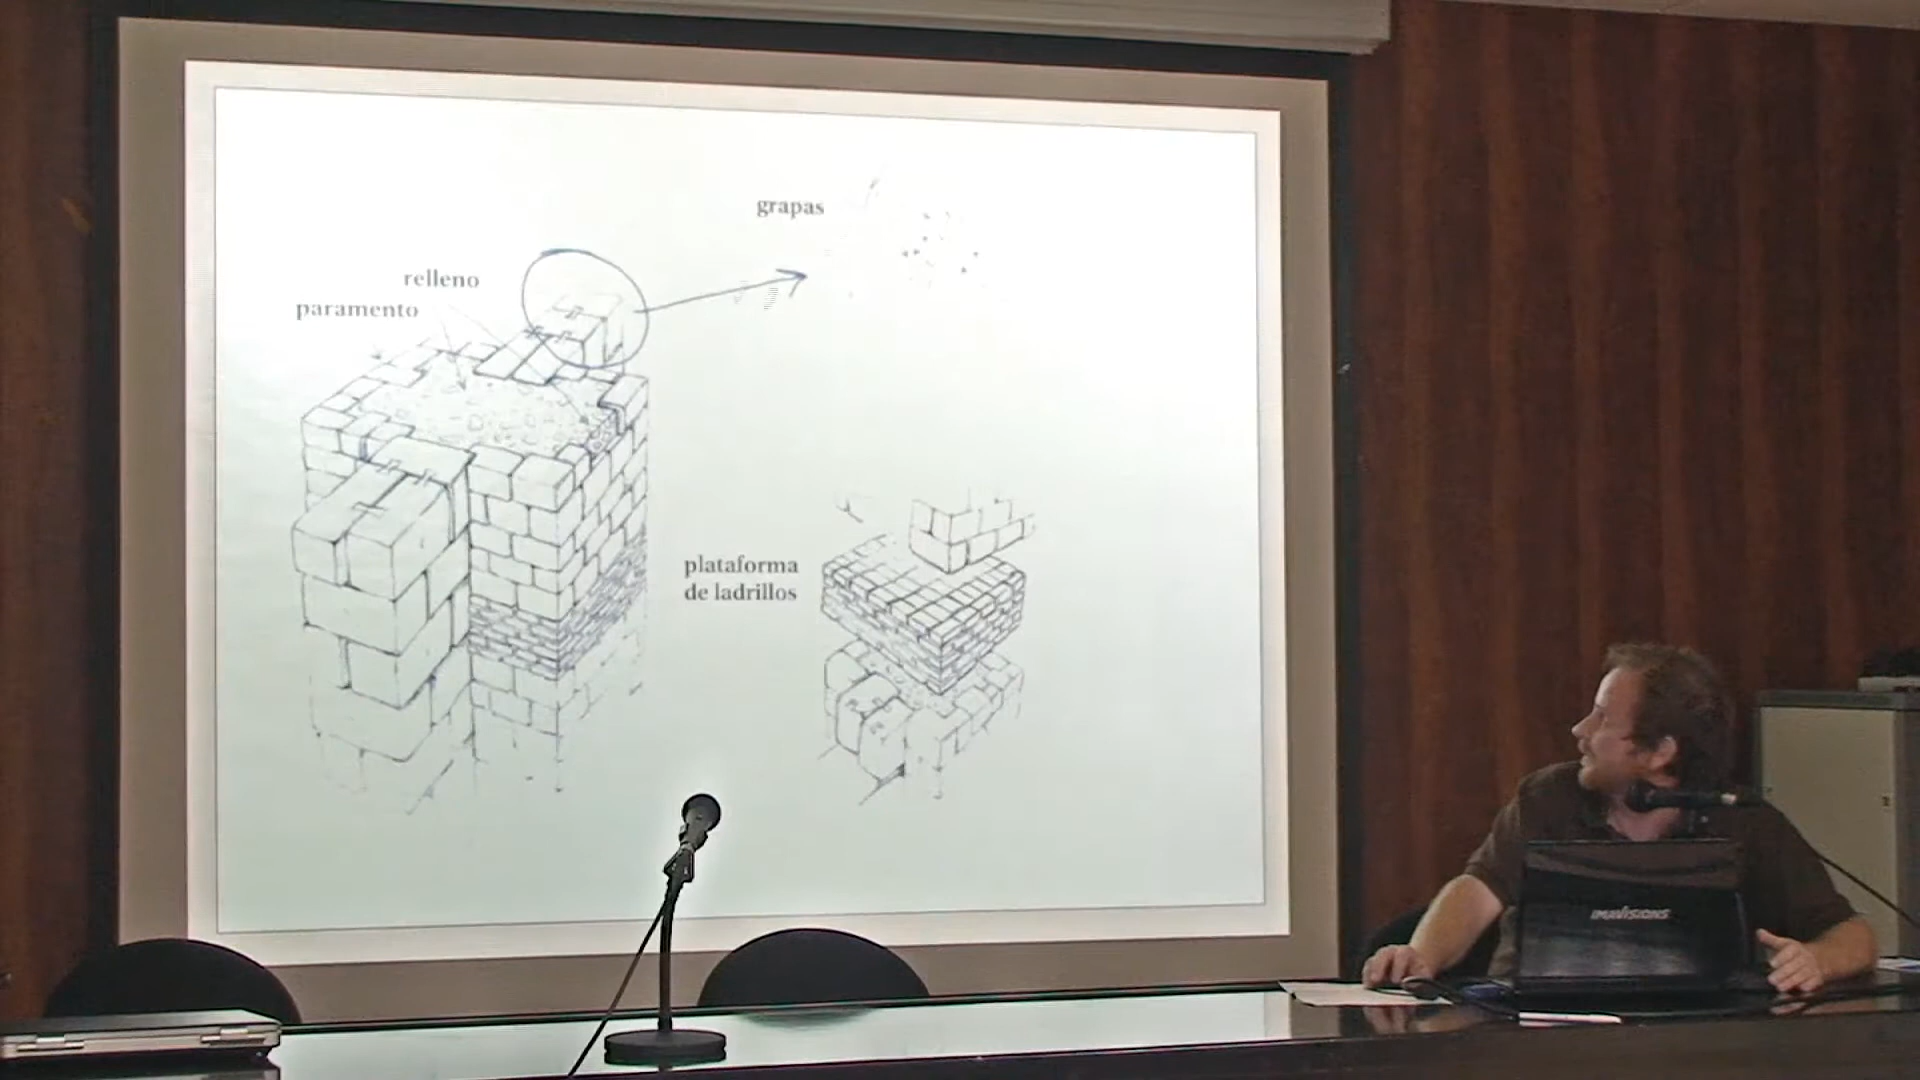 grapas
relleno
paramento
plataforma
de ladrillos
IMAVISIONS